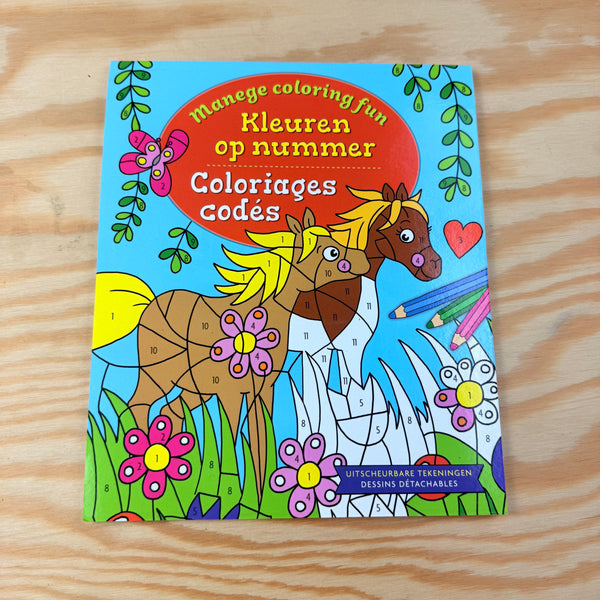 Manege coloring fun
Kleuren
op nummer
Coloriages
codés
UITSCHEURBARE TEKENINGEN
DESSINS DÉTACHABLES